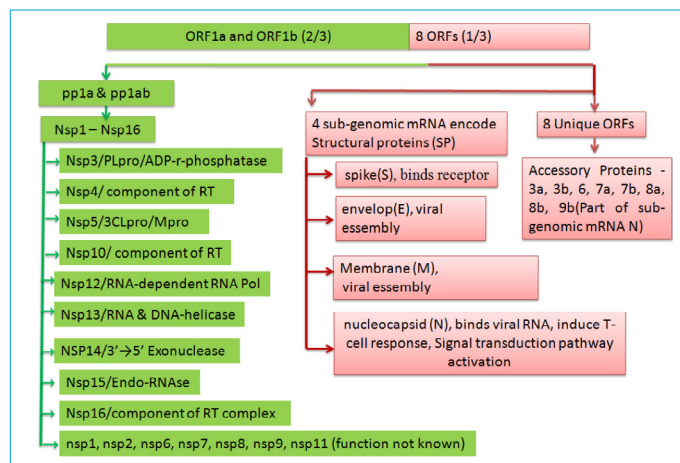 ORF1a and ORF1b (2/3)
8 ORFs (1/3)
pp1a & pp1ab
Nsp1 – Nsp16
Nsp3/PLpro/ADP-r-phosphatase
Nsp4/ component of RT
Nsp5/3CLpro/Mpro
Nsp10/ component of RT
Nsp12/RNA-dependent RNA Pol
Nsp13/RNA & DNA-helicase
NSP14/3’→5’ Exonuclease
Nsp15/Endo-RNAse
Nsp16/component of RT complex
nsp1, nsp2, nsp6, nsp7, nsp8, nsp9, nsp11 (function not known)
4 sub-genomic mRNA encode
Structural proteins (SP)
spike(S), binds receptor
envelop(E), viral
assembly
Membrane (M),
viral assembly
nucleocapsid (N), binds viral RNA, induce T-
cell response, Signal transduction pathway
activation
8 Unique ORFs
Accessory Proteins -
3a, 3b, 6, 7a, 7b, 8a,
8b, 9b(Part of sub-
genomic mRNA N)